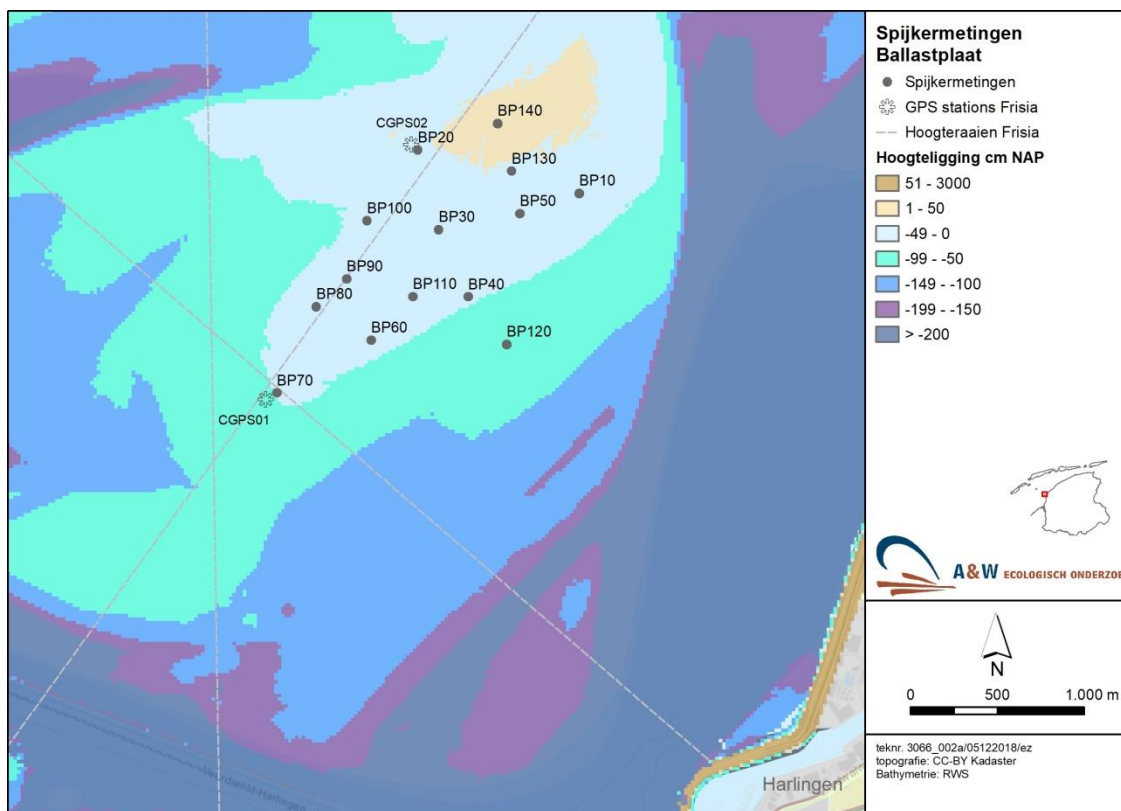 CGPS02
BP20
BP140
BP130
BP10
BP50
BP100
BP30
BP90
BP80
BP110
BP40
BP60
BP120
BP70
CGPS01
Harlingen
Spijkermetingen
Ballastplaat
Spijkermetingen
GPS stations Frisia
Hoogteraaien Frisia
Hoogteligging cm NAP
51 - 3000
1 - 50
-49 - 0
-99 - -50
-149 - -100
-199 - -150
> -200
A&W ECOLOGISCH ONDERZOE
N
0 500 1.000 m
teknr. 3066_002a/05122018/ez
topografie: CC-BY Kadaster
Bathymetrie: RWS